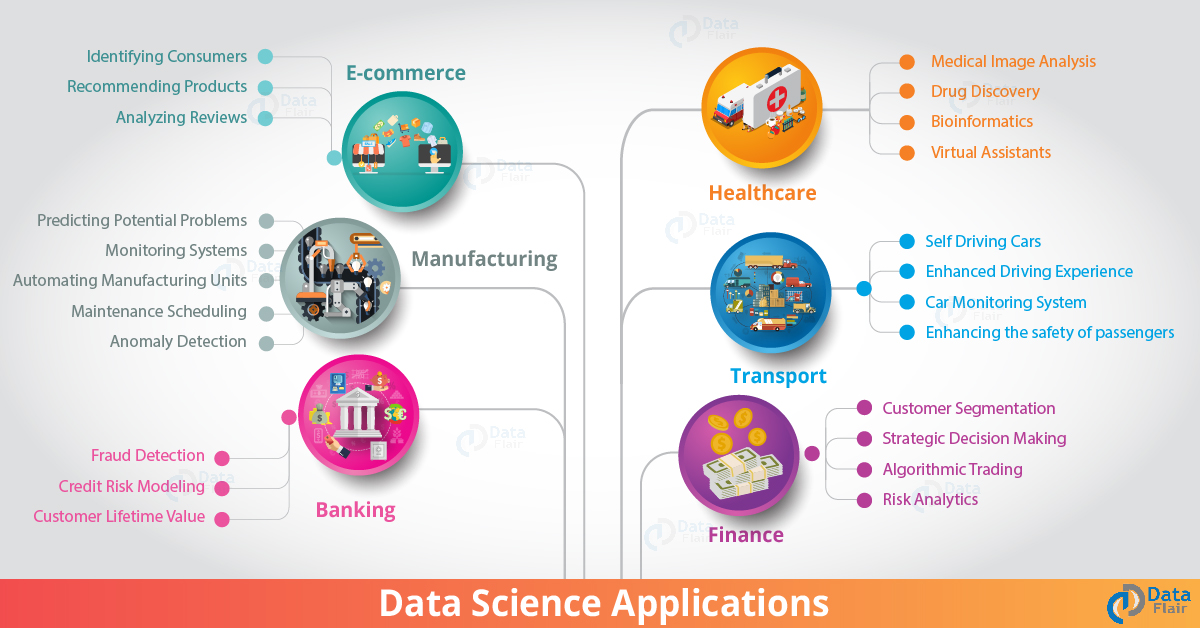 E-commerce
Identifying Consumers
Recommending Products
Analyzing Reviews
Manufacturing
Predicting Potential Problems
Monitoring Systems
Automating Manufacturing Units
Maintenance Scheduling
Anomaly Detection
Banking
Fraud Detection
Credit Risk Modeling
Customer Lifetime Value
Healthcare
Medical Image Analysis
Drug Discovery
Bioinformatics
Virtual Assistants
Transport
Self Driving Cars
Enhanced Driving Experience
Car Monitoring System
Enhancing the safety of passengers
Finance
Customer Segmentation
Strategic Decision Making
Algorithmic Trading
Risk Analytics
Data Science Applications
Data
Flair